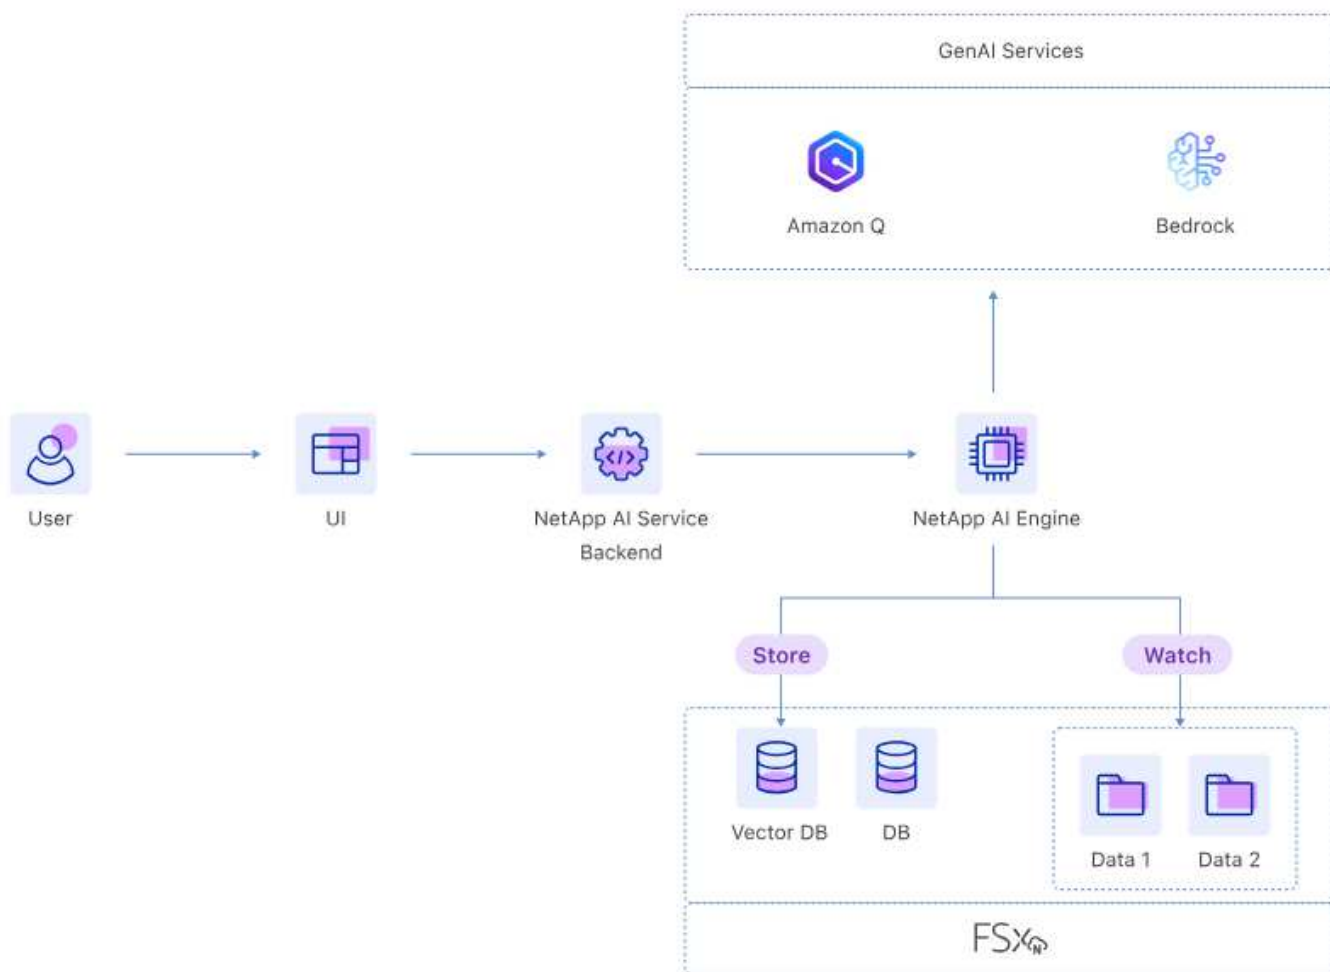 GenAI Services
Amazon Q
Bedrock
User
UI
NetApp AI Service
Backend
NetApp AI Engine
Store
Watch
Vector DB
DB
Data 1
Data 2
FSx
N